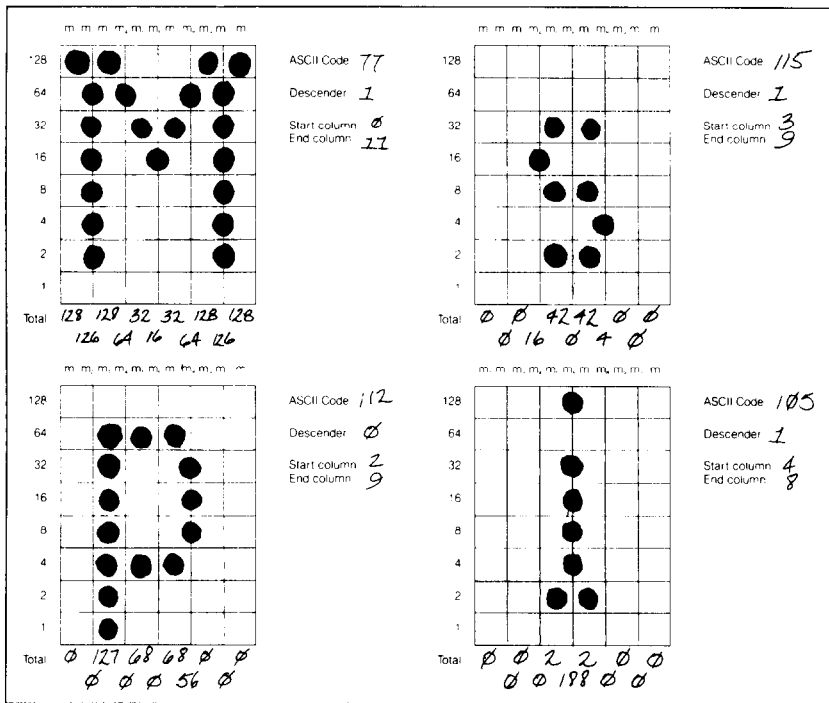 m m m m m m m m m m m m
128
64
32
16
8
4
2
1
Total 128 128 32 32 128 128
126 64 16 64 126
ASCII Code 77
Descender 1
Start column Ø
End column 11
m m m m m m m m m m m m
128
64
32
16
8
4
2
1
Total Ø Ø 42 42 Ø Ø
Ø 16 Ø 4 Ø
ASCII Code 115
Descender 1
Start column 3
End column 9
m m m m m m m m m m m
128
64
32
16
8
4
2
1
Total Ø 127 68 68 Ø Ø
Ø Ø Ø 56 Ø
ASCII Code 112
Descender Ø
Start column 2
End column 9
m m m m m m m m m m m
128
64
32
16
8
4
2
1
Total Ø Ø 2 2 Ø Ø
Ø Ø 188 Ø Ø
ASCII Code 1Ø5
Descender 1
Start column 4
End column 8